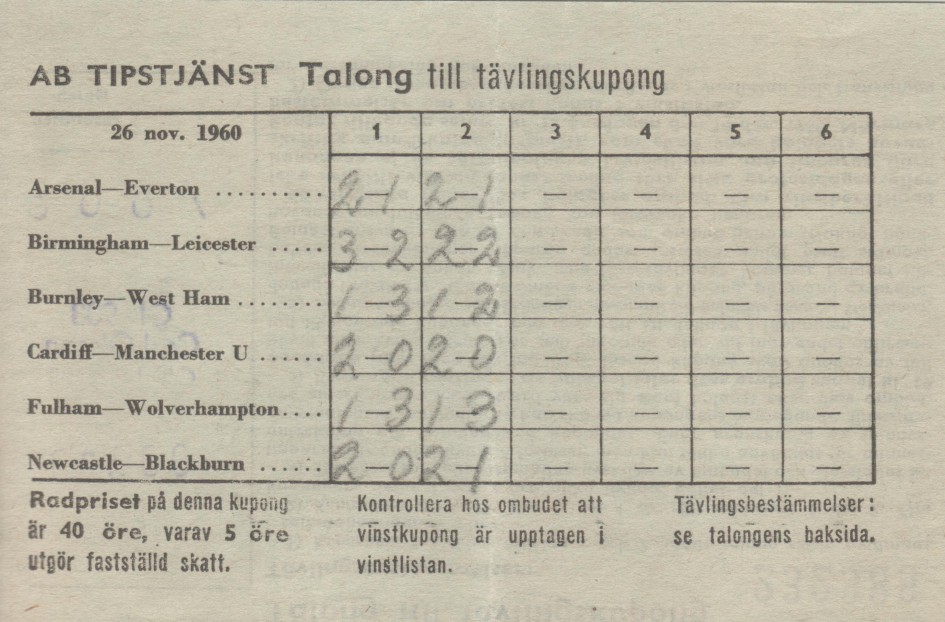 AB TIPSTJÄNST Talong till tävlingskupong
26 nov. 1960 1 2 3 4 5 6
Arsenal—Everton .......... 2–1 2–1 — — — —
Birmingham—Leicester ..... 3–2 2–2 — — — —
Burnley—West Ham ........ 1–3 1–2 — — — —
Cardiff—Manchester U ...... 2–0 2–0 — — — —
Fulham—Wolverhampton.... 1–3 1–3 — — — —
Newcastle—Blackburn ...... 2–0 2–1 — — — —
Radpriset på denna kupong
är 40 öre, varav 5 öre
utgör fastställd skatt.
Kontrollera hos ombudet att
vinstkupong är upptagen i
vinstlistan.
Tävlingsbestämmelser:
se talongens baksida.